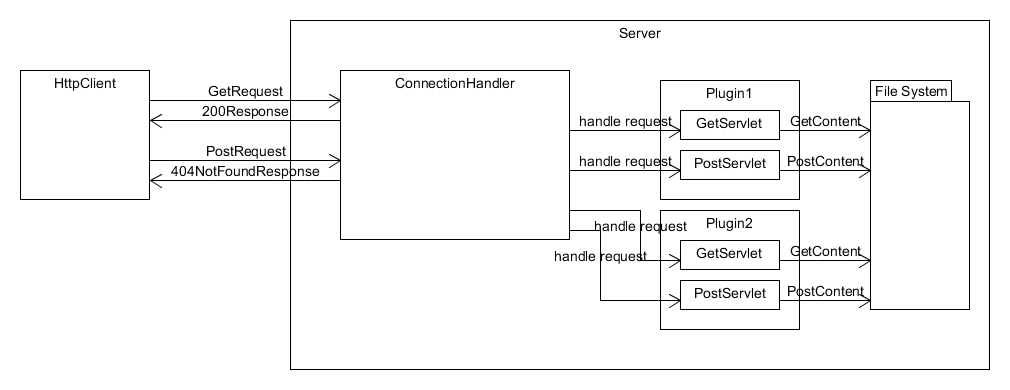 Server
HttpClient
ConnectionHandler
GetRequest
200Response
PostRequest
404NotFoundResponse
handle request
handle request
handle request
handle request
Plugin1
GetServlet
PostServlet
Plugin2
GetServlet
PostServlet
GetContent
PostContent
GetContent
PostContent
File System